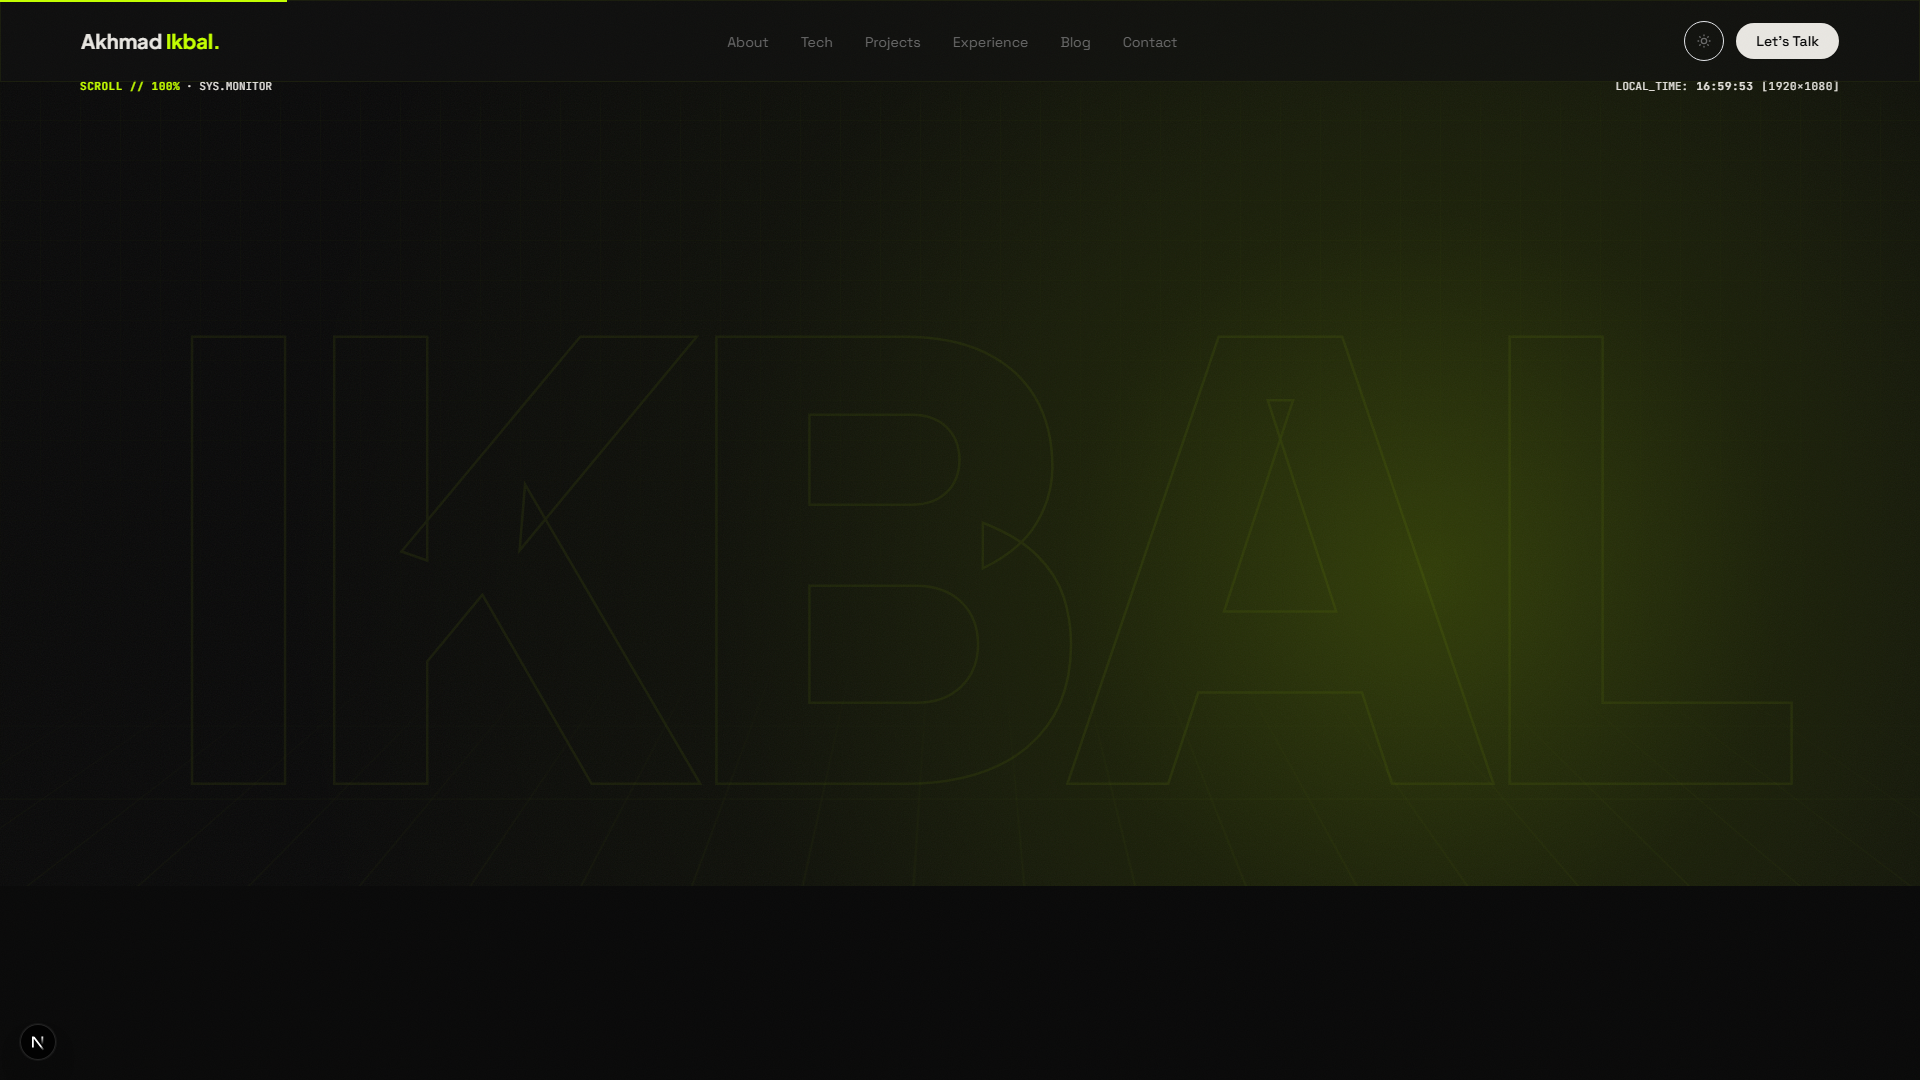 Akhmad Ikbal.
About Tech Projects Experience Blog Contact
Let's Talk
SCROLL // 100% · SYS.MONITOR
LOCAL_TIME: 16:59:53 [1920×1080]
IKBAL
N